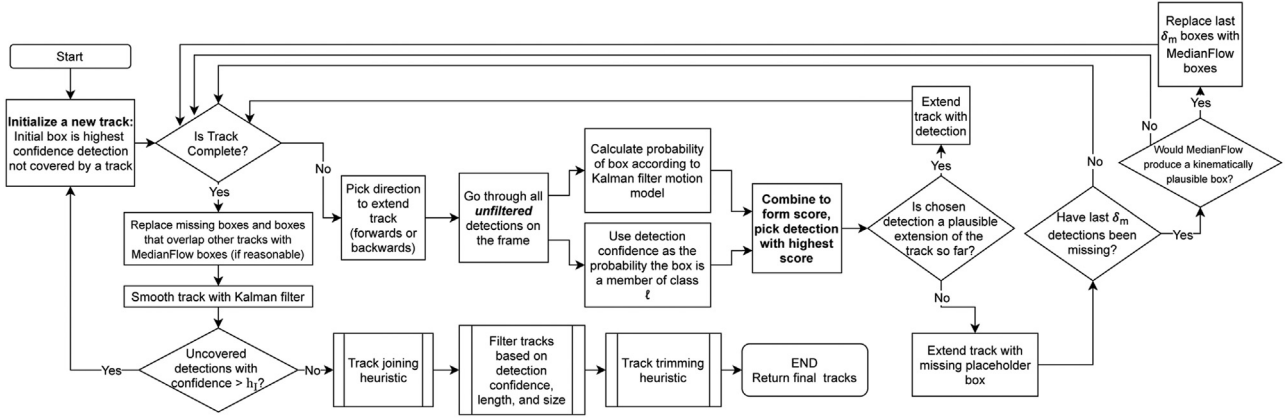 Start
Initialize a new track:
Initial box is highest
confidence detection
not covered by a track
Is Track
Complete?
No
Yes
Replace missing boxes and boxes
that overlap other tracks with
MedianFlow boxes (if reasonable)
Smooth track with Kalman filter
Uncovered
detections with
confidence > h_I?
Yes
No
Pick direction
to extend
track
(forwards or
backwards)
Go through all
unfiltered
detections on
the frame
Calculate probability
of box according to
Kalman filter motion
model
Use detection
confidence as the
probability the box is
a member of class
ℓ
Combine to
form score,
pick detection
with highest
score
Is chosen
detection a plausible
extension of the
track so far?
Yes
Extend
track with
detection
No
Extend track with
missing placeholder
box
Have last δm
detections been
missing?
No
Yes
Would MedianFlow
produce a kinematically
plausible box?
No
Yes
Replace last
δm boxes with
MedianFlow
boxes
Track joining
heuristic
Filter tracks
based on
detection
confidence,
length, and size
Track trimming
heuristic
END
Return final tracks